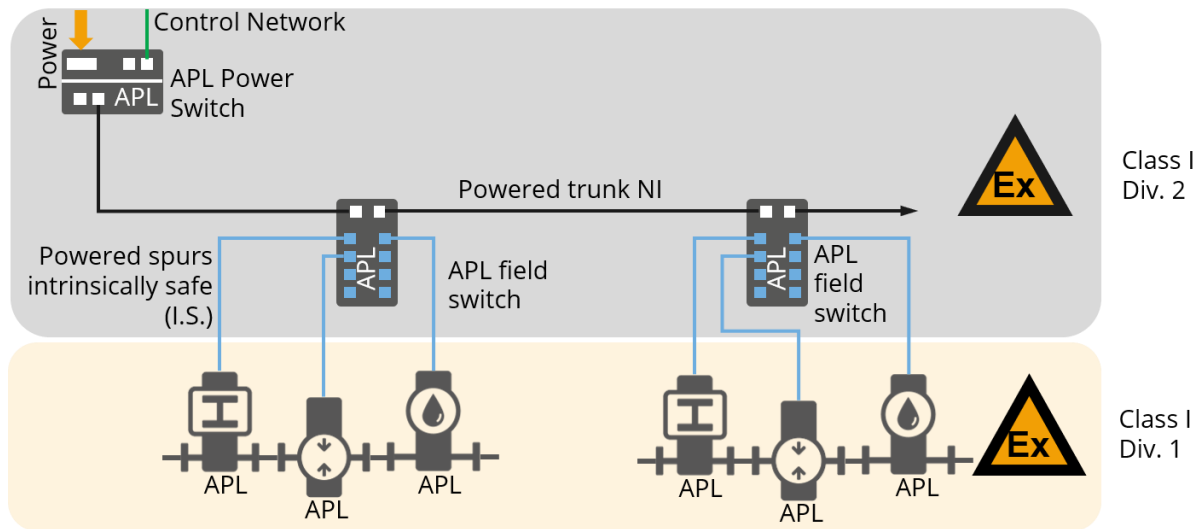 Control Network
Power
APL Power
Switch
APL
Ex
Class I
Div. 2
Powered trunk NI
Powered spurs
intrinsically safe
(I.S.)
APL
APL field
switch
APL
APL
field
switch
Ex
Class I
Div. 1
APL
APL
APL
APL
APL
APL